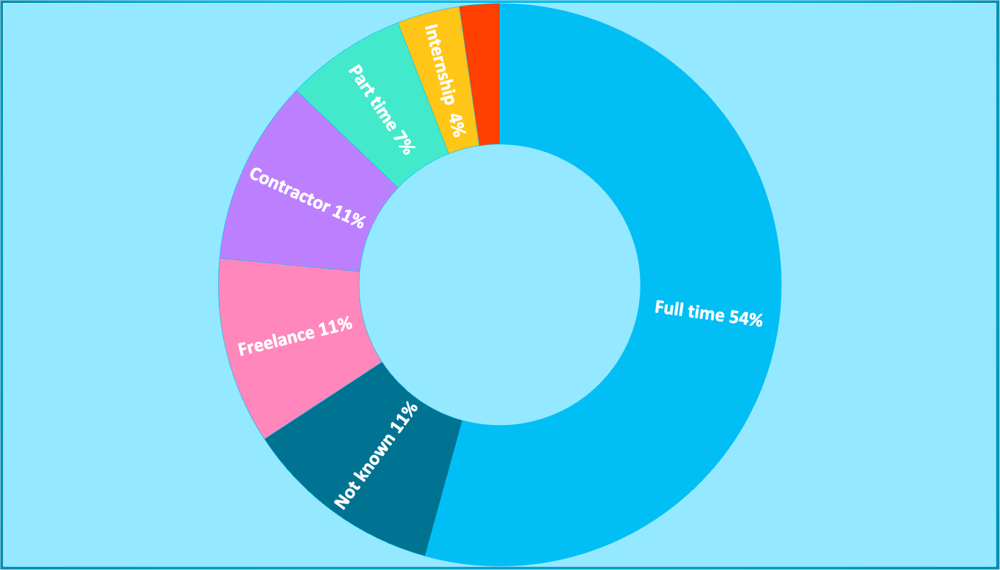 Internship 4%
Part time 7%
Contractor 11%
Full time 54%
Freelance 11%
Not known 11%